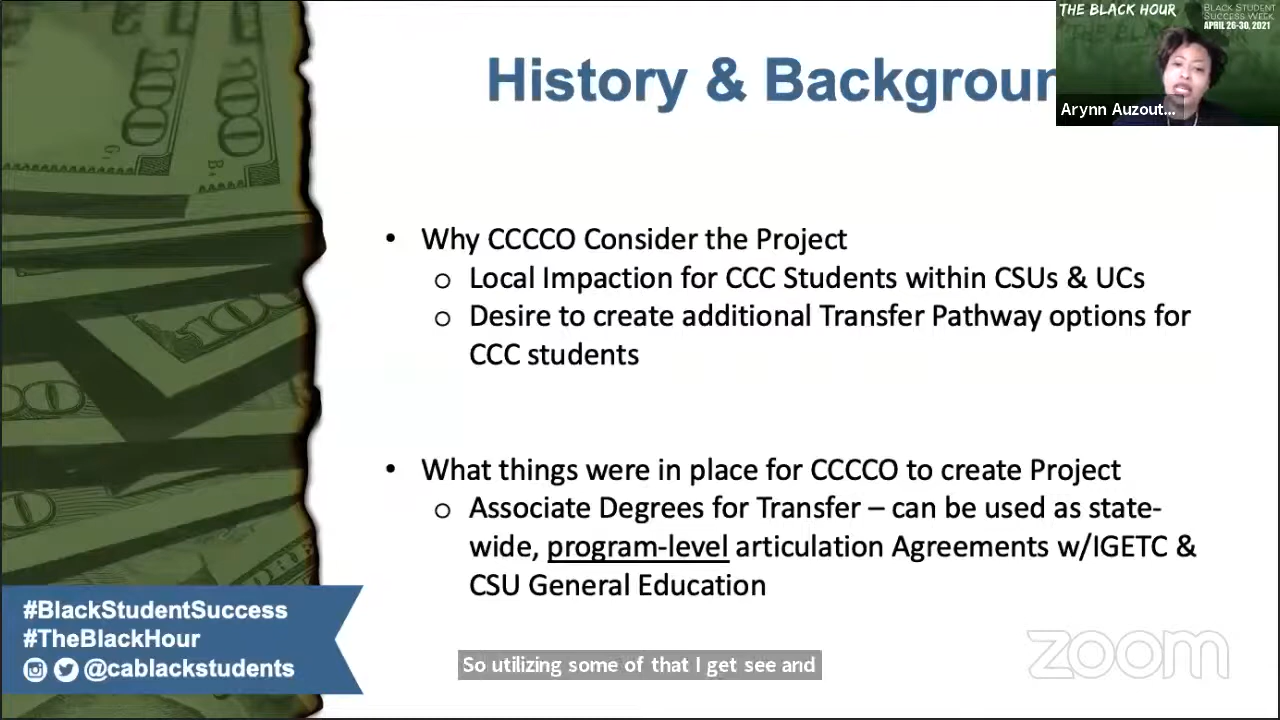 History & Backgroun
THE BLACK HOUR
BLACK STUDENT
SUCCESS WEEK
APRIL 26-30, 2021
Arynn Auzout...
• Why CCCCO Consider the Project
o Local Impaction for CCC Students within CSUs & UCs
o Desire to create additional Transfer Pathway options for
CCC students
• What things were in place for CCCCO to create Project
o Associate Degrees for Transfer – can be used as state-
wide, program-level articulation Agreements w/IGETC &
CSU General Education
#BlackStudentSuccess
#TheBlackHour
@cablackstudents
So utilizing some of that I get see and
zoom
100
100
100